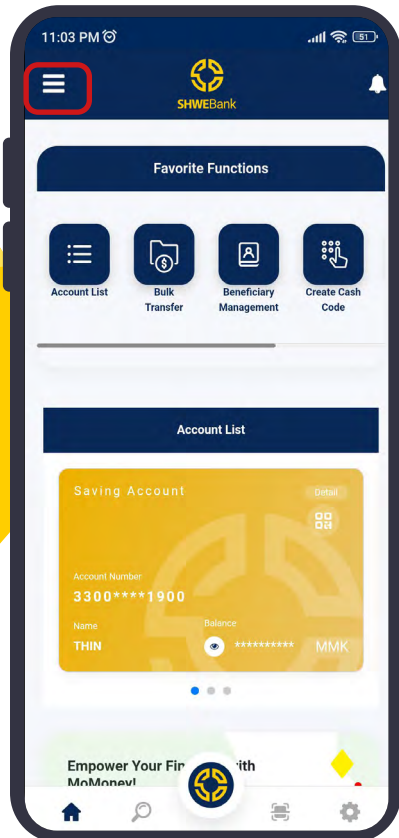 11:03 PM
51
SHWEBank
Favorite Functions
Account List
Bulk Transfer
Beneficiary Management
Create Cash Code
Account List
Saving Account
Detail
Account Number
3300****1900
Name
Balance
THIN
********** MMK
Empower Your Fin with
MoMoney!